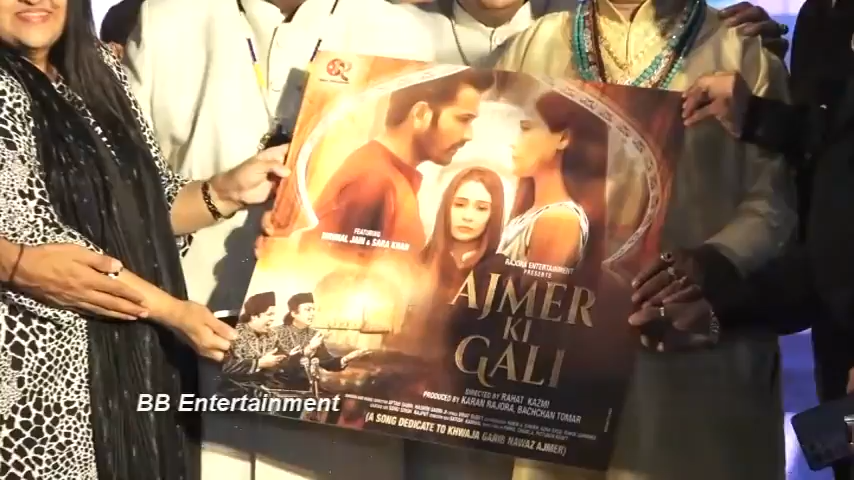 FEATURING
MRUNAL JAIN & SARA KHAN
RAJORA ENTERTAINMENT
PRESENTS
AJMER
KI
GALI
DIRECTED BY RAHAT KAZMI
PRODUCED BY KARAN RAJORA, BACHCHAN TOMAR
(A SONG DEDICATE TO KHWAJA GARIB NAWAZ AJMER)
BB Entertainment